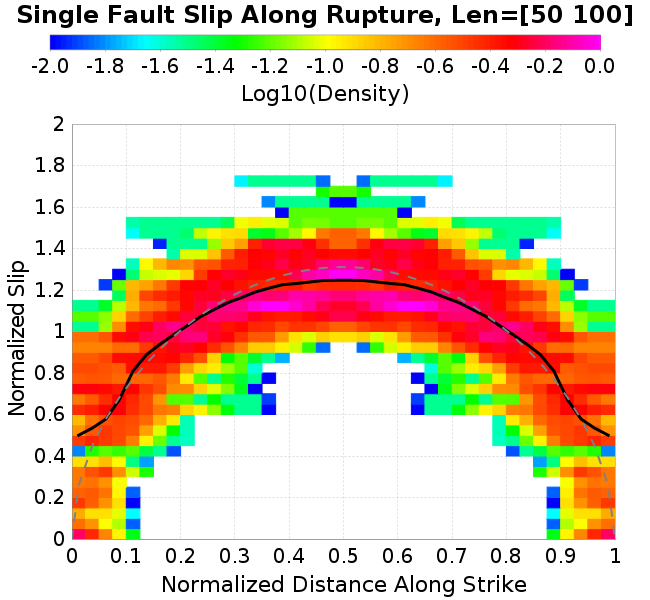 Single Fault Slip Along Rupture, Len=[50 100]
-2.0 -1.8 -1.6 -1.4 -1.2 -1.0 -0.8 -0.6 -0.4 -0.2 0.0
Log10(Density)
2
1.8
1.6
1.4
1.2
1
0.8
0.6
0.4
0.2
0
Normalized Slip
0 0.1 0.2 0.3 0.4 0.5 0.6 0.7 0.8 0.9 1
Normalized Distance Along Strike